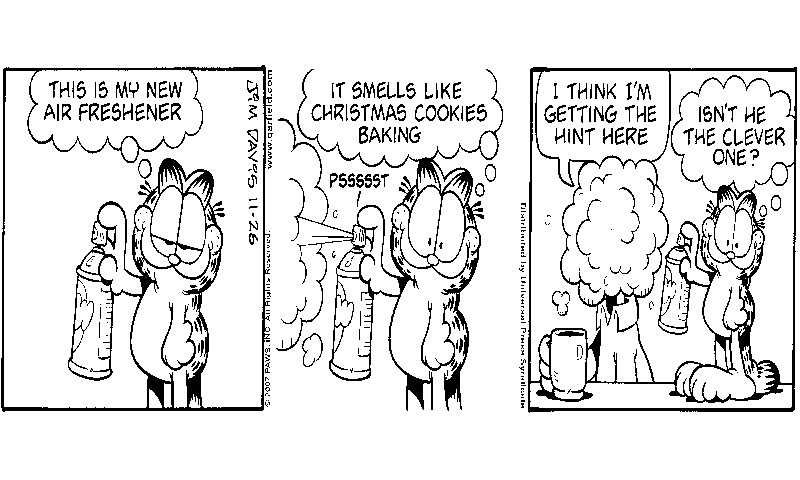 THIS IS MY NEW
AIR FRESHENER
JIM DAVIS 11-26
www.garfield.com
© 2007 PAWS, INC. All Rights Reserved.
IT SMELLS LIKE
CHRISTMAS COOKIES
BAKING
PSSSSST
Distributed by Universal Press Syndicate
I THINK I'M
GETTING THE
HINT HERE
ISN'T HE
THE CLEVER
ONE?